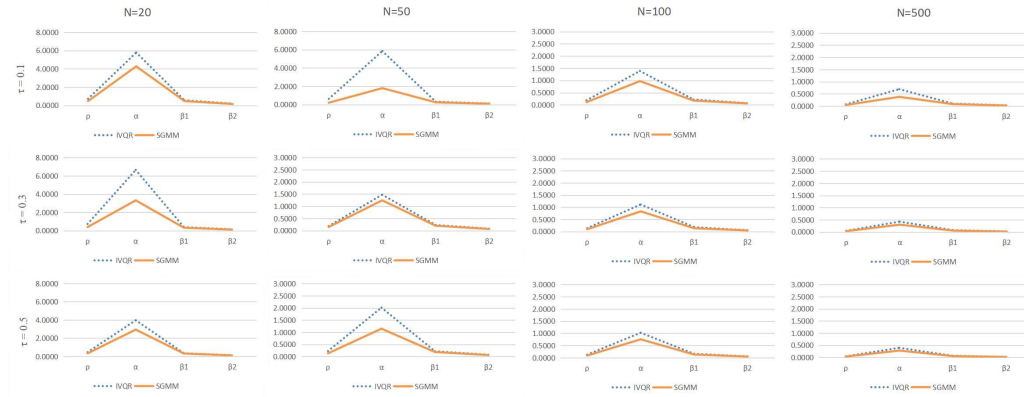 N=20 N=50 N=100 N=500
τ = 0.1
8.0000 8.0000 3.0000 3.0000
6.0000 6.0000 2.5000 2.5000
4.0000 4.0000 2.0000 2.0000
2.0000 2.0000 1.5000 1.5000
0.0000 0.0000 1.0000 1.0000
0.5000 0.5000
0.0000 0.0000
ρ α β1 β2 ρ α β1 β2 ρ α β1 β2 ρ α β1 β2
IVQR SGMM IVQR SGMM IVQR SGMM IVQR SGMM
τ = 0.3
8.0000 3.0000 3.0000 3.0000
6.0000 2.5000 2.5000 2.5000
4.0000 2.0000 2.0000 2.0000
2.0000 1.5000 1.5000 1.5000
0.0000 1.0000 1.0000 1.0000
0.5000 0.5000 0.5000
0.0000 0.0000 0.0000
ρ α β1 β2 ρ α β1 β2 ρ α β1 β2 ρ α β1 β2
IVQR SGMM IVQR SGMM IVQR SGMM IVQR SGMM
τ = 0.5
8.0000 3.0000 3.0000 3.0000
6.0000 2.5000 2.5000 2.5000
4.0000 2.0000 2.0000 2.0000
2.0000 1.5000 1.5000 1.5000
0.0000 1.0000 1.0000 1.0000
0.5000 0.5000 0.5000
0.0000 0.0000 0.0000
ρ α β1 β2 ρ α β1 β2 ρ α β1 β2 ρ α β1 β2
IVQR SGMM IVQR SGMM IVQR SGMM IVQR SGMM